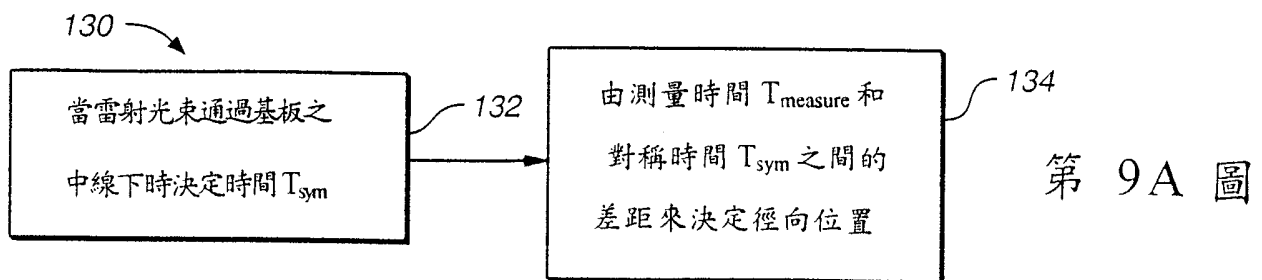 130
當雷射光束通過基板之
中線下時決定時間 Tsym
132
由測量時間 Tmeasure 和
對稱時間 Tsym 之間的
差距來決定徑向位置
134
第 9A 圖